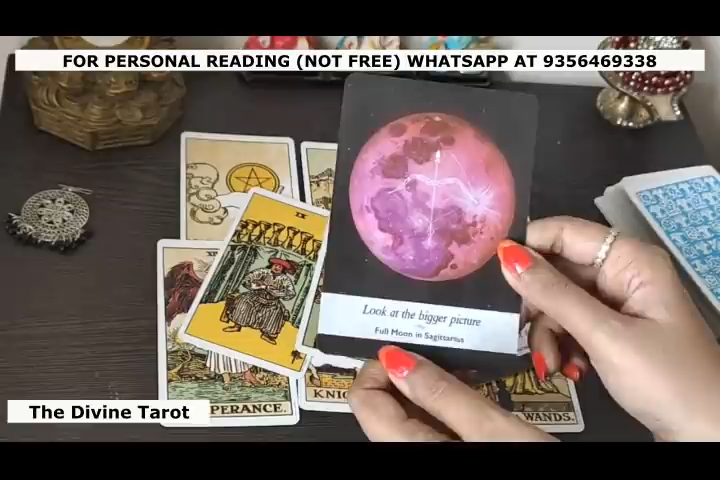 FOR PERSONAL READING (NOT FREE) WHATSAPP AT 9356469338
IX
Look at the bigger picture
Full Moon in Sagittarius
The Divine Tarot
PERANCE.
KNIG
WANDS.